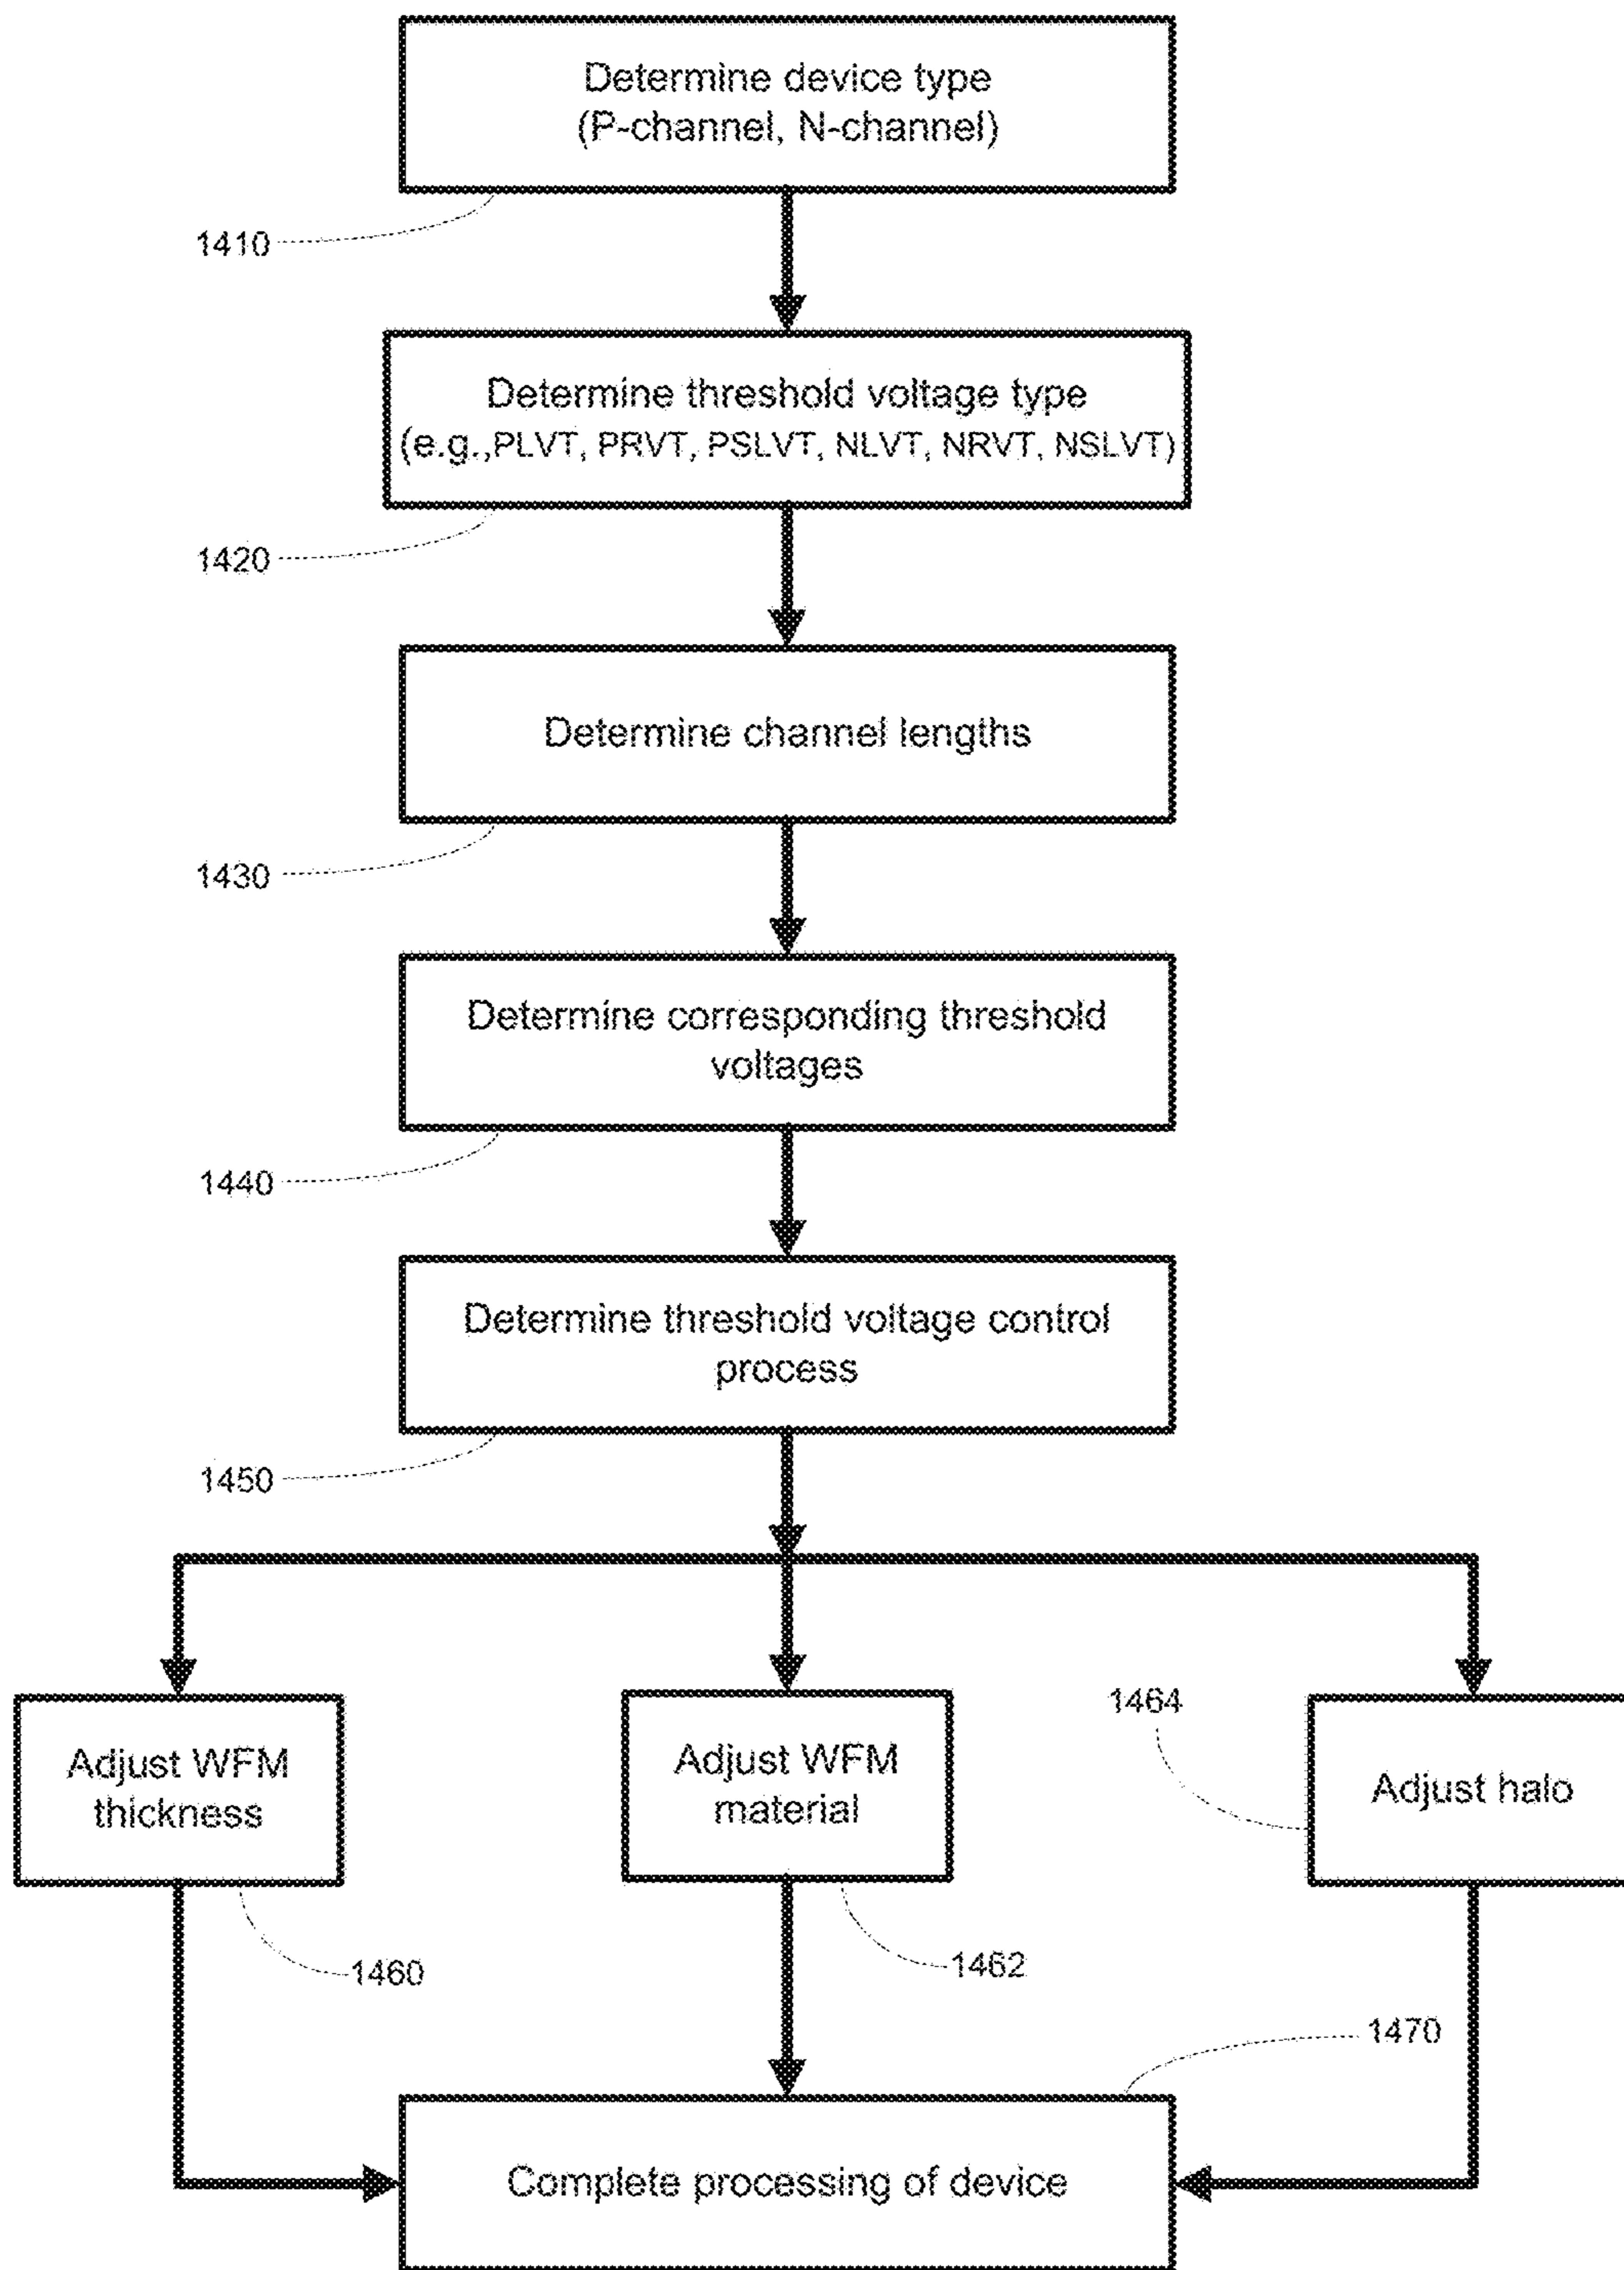 Determine device type
(P-channel, N-channel)
1410
Determine threshold voltage type
(e.g.,PLVT, PRVT, PSLVT, NLVT, NRVT, NSLVT)
1420
Determine channel lengths
1430
Determine corresponding threshold
voltages
1440
Determine threshold voltage control
process
1450
Adjust WFM
thickness
1460
Adjust WFM
material
1462
1464
Adjust halo
1470
Complete processing of device